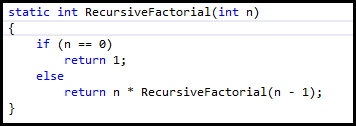 static int RecursiveFactorial(int n)
{
    if (n == 0)
        return 1;
    else
        return n * RecursiveFactorial(n - 1);
}